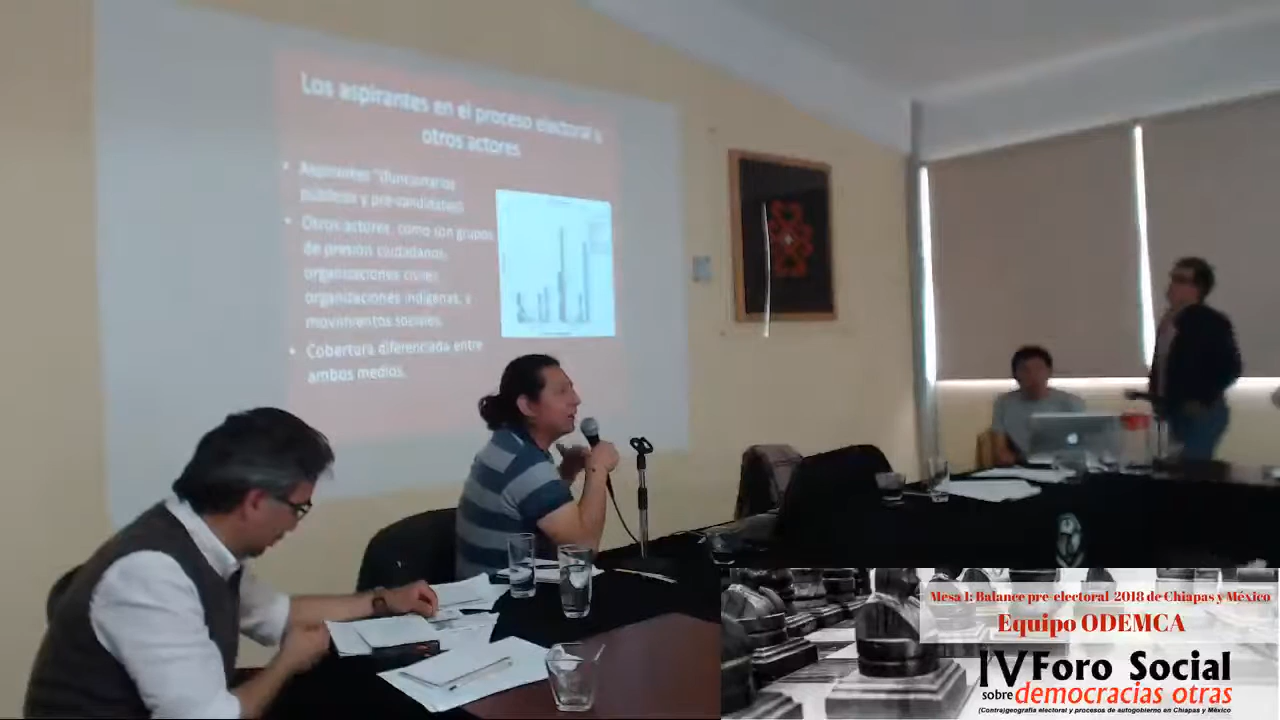 Los aspirantes en el proceso electoral y
otros actores
• Aspirantes "(funcionarios
públicos y pre-candidatos)
• Otros actores, como son grupos
de presión ciudadanos,
organizaciones civiles,
organizaciones indígenas, y
movimientos sociales.
• Cobertura diferenciada entre
ambos medios.
Mesa 1: Balance pre-electoral 2018 de Chiapas y México
Equipo ODEMCA
IV Foro Social
sobre democracias otras
(Contra)geografía electoral y procesos de autogobierno en Chiapas y México